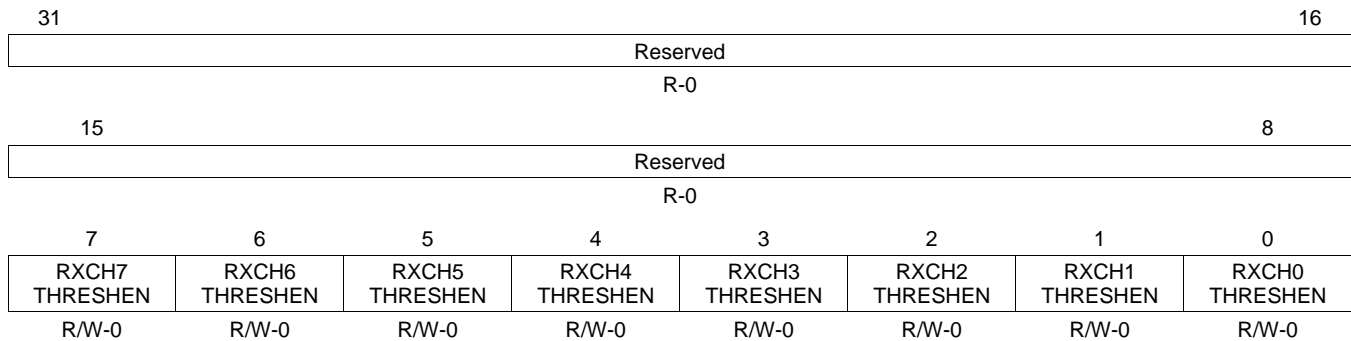 31 16
Reserved
R-0
15 8
Reserved
R-0
7 6 5 4 3 2 1 0
RXCH7 RXCH6 RXCH5 RXCH4 RXCH3 RXCH2 RXCH1 RXCH0
THRESHEN THRESHEN THRESHEN THRESHEN THRESHEN THRESHEN THRESHEN THRESHEN
R/W-0 R/W-0 R/W-0 R/W-0 R/W-0 R/W-0 R/W-0 R/W-0